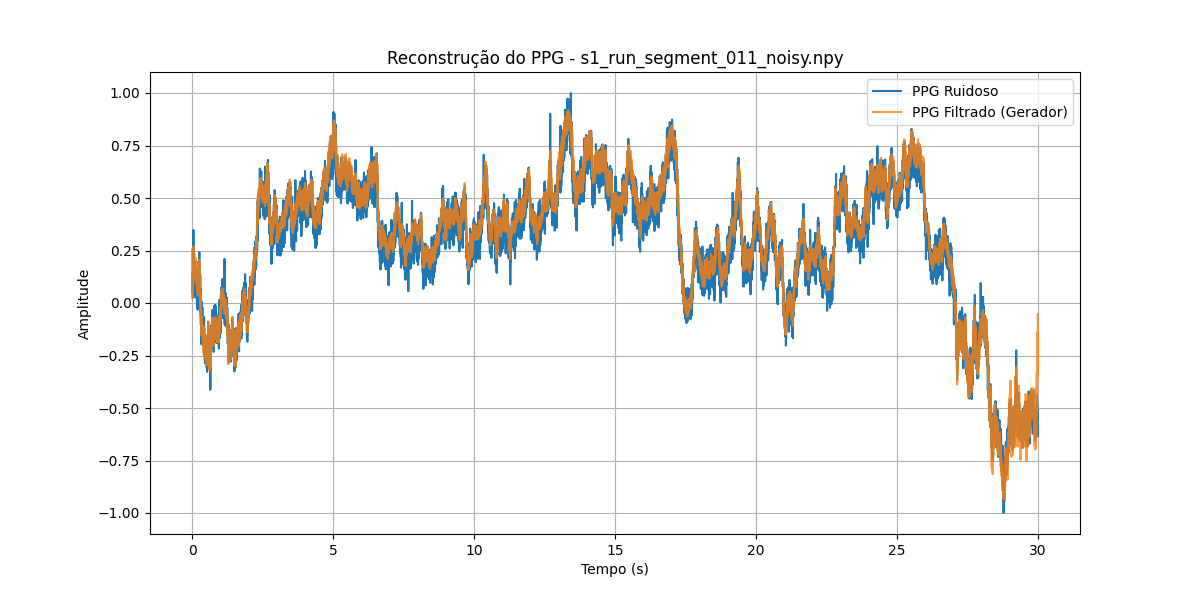 Reconstrução do PPG - s1_run_segment_011_noisy.npy
PPG Ruidoso
PPG Filtrado (Gerador)
Amplitude
1.00
0.75
0.50
0.25
0.00
−0.25
−0.50
−0.75
−1.00
0 5 10 15 20 25 30
Tempo (s)